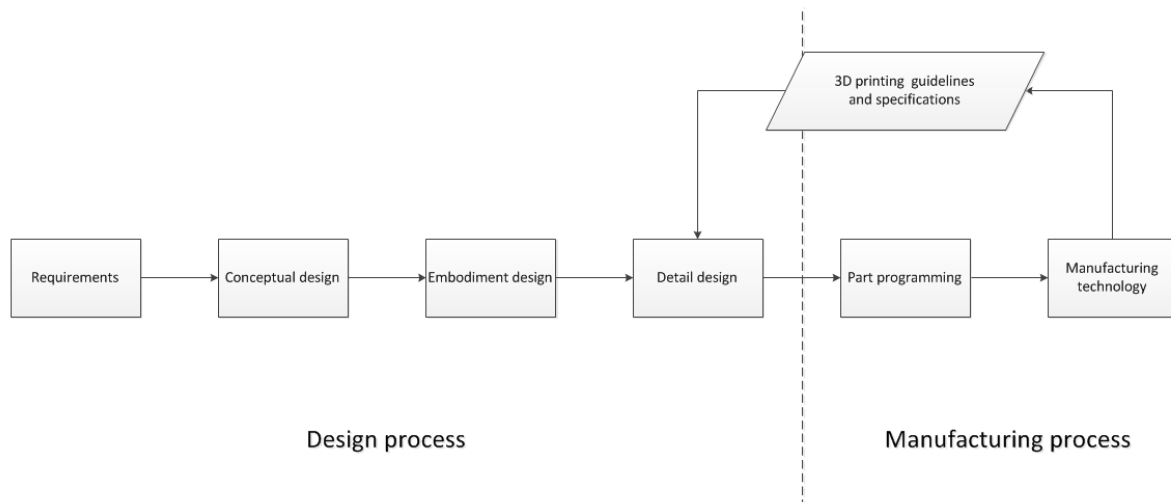 3D printing guidelines
and specifications
Requirements
Conceptual design
Embodiment design
Detail design
Part programming
Manufacturing
technology
Design process
Manufacturing process